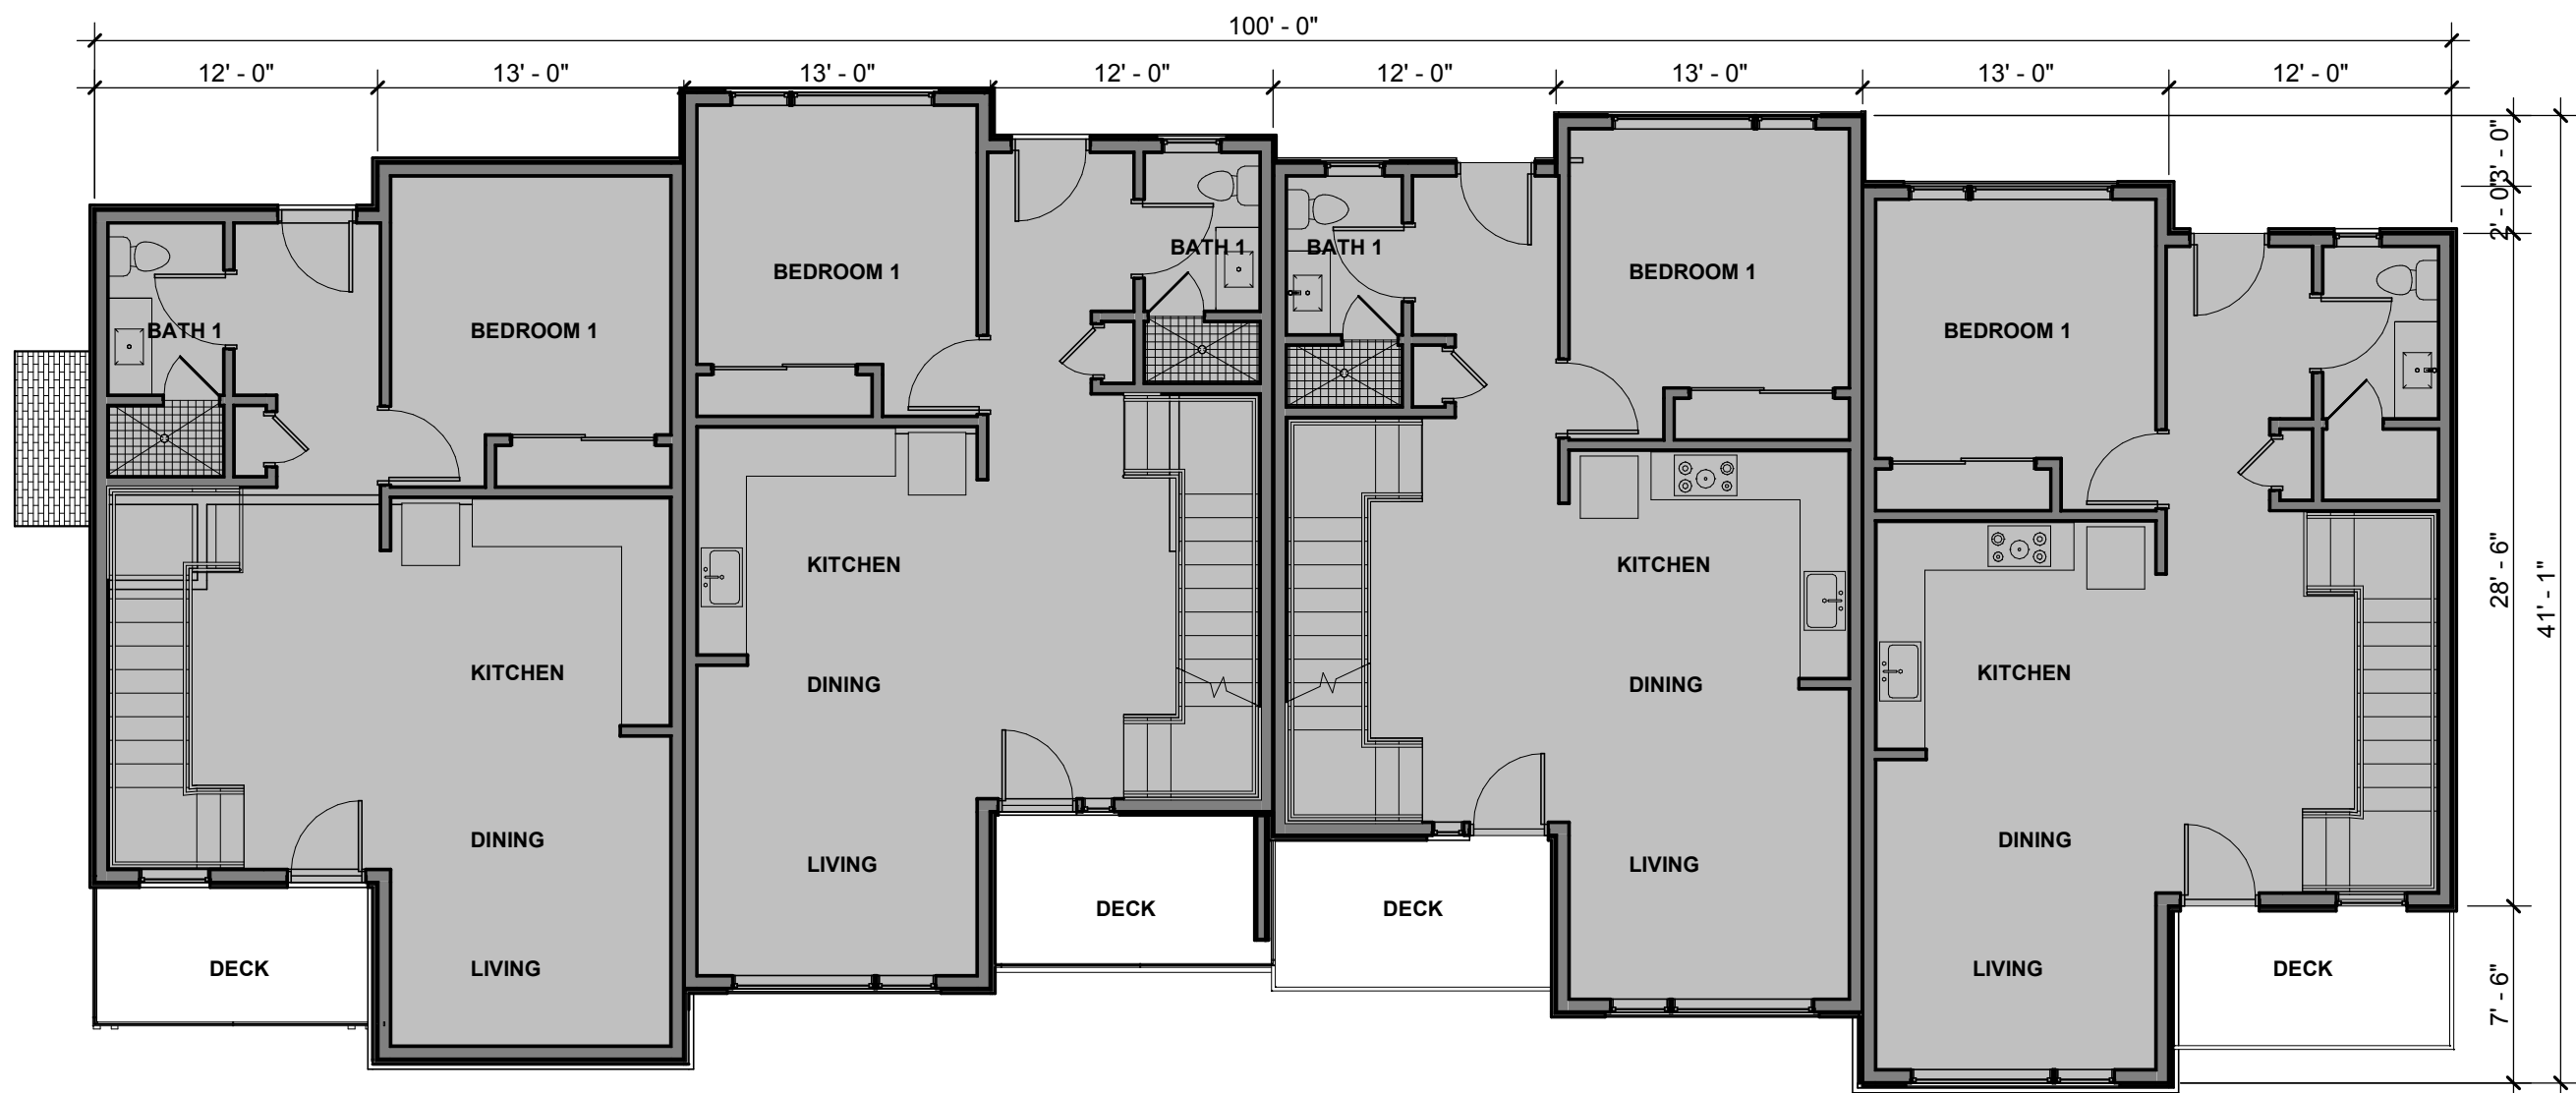 100' - 0"
12' - 0"
13' - 0"
13' - 0"
12' - 0"
12' - 0"
13' - 0"
13' - 0"
12' - 0"
3' - 0"
2' - 0"
28' - 6"
41' - 1"
7' - 6"
BATH 1
BEDROOM 1
KITCHEN
DINING
LIVING
DECK
BEDROOM 1
BATH 1
KITCHEN
DINING
LIVING
DECK
BATH 1
BEDROOM 1
KITCHEN
DINING
LIVING
DECK
BEDROOM 1
KITCHEN
DINING
LIVING
DECK